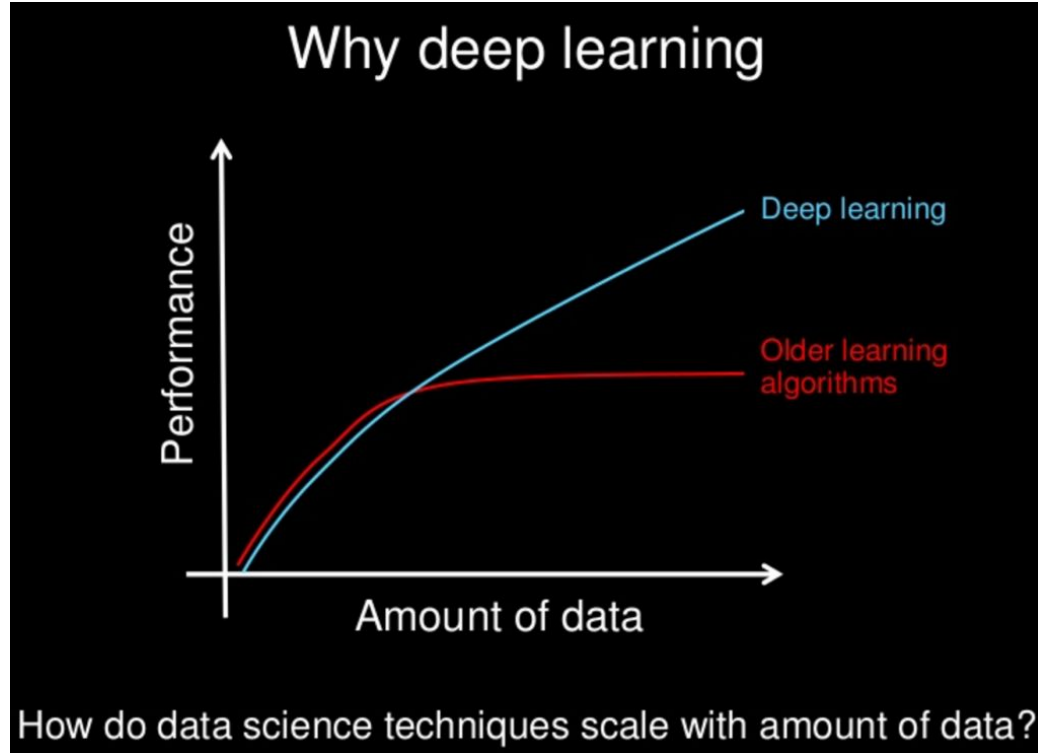 Why deep learning
Performance
Deep learning
Older learning
algorithms
Amount of data
How do data science techniques scale with amount of data?